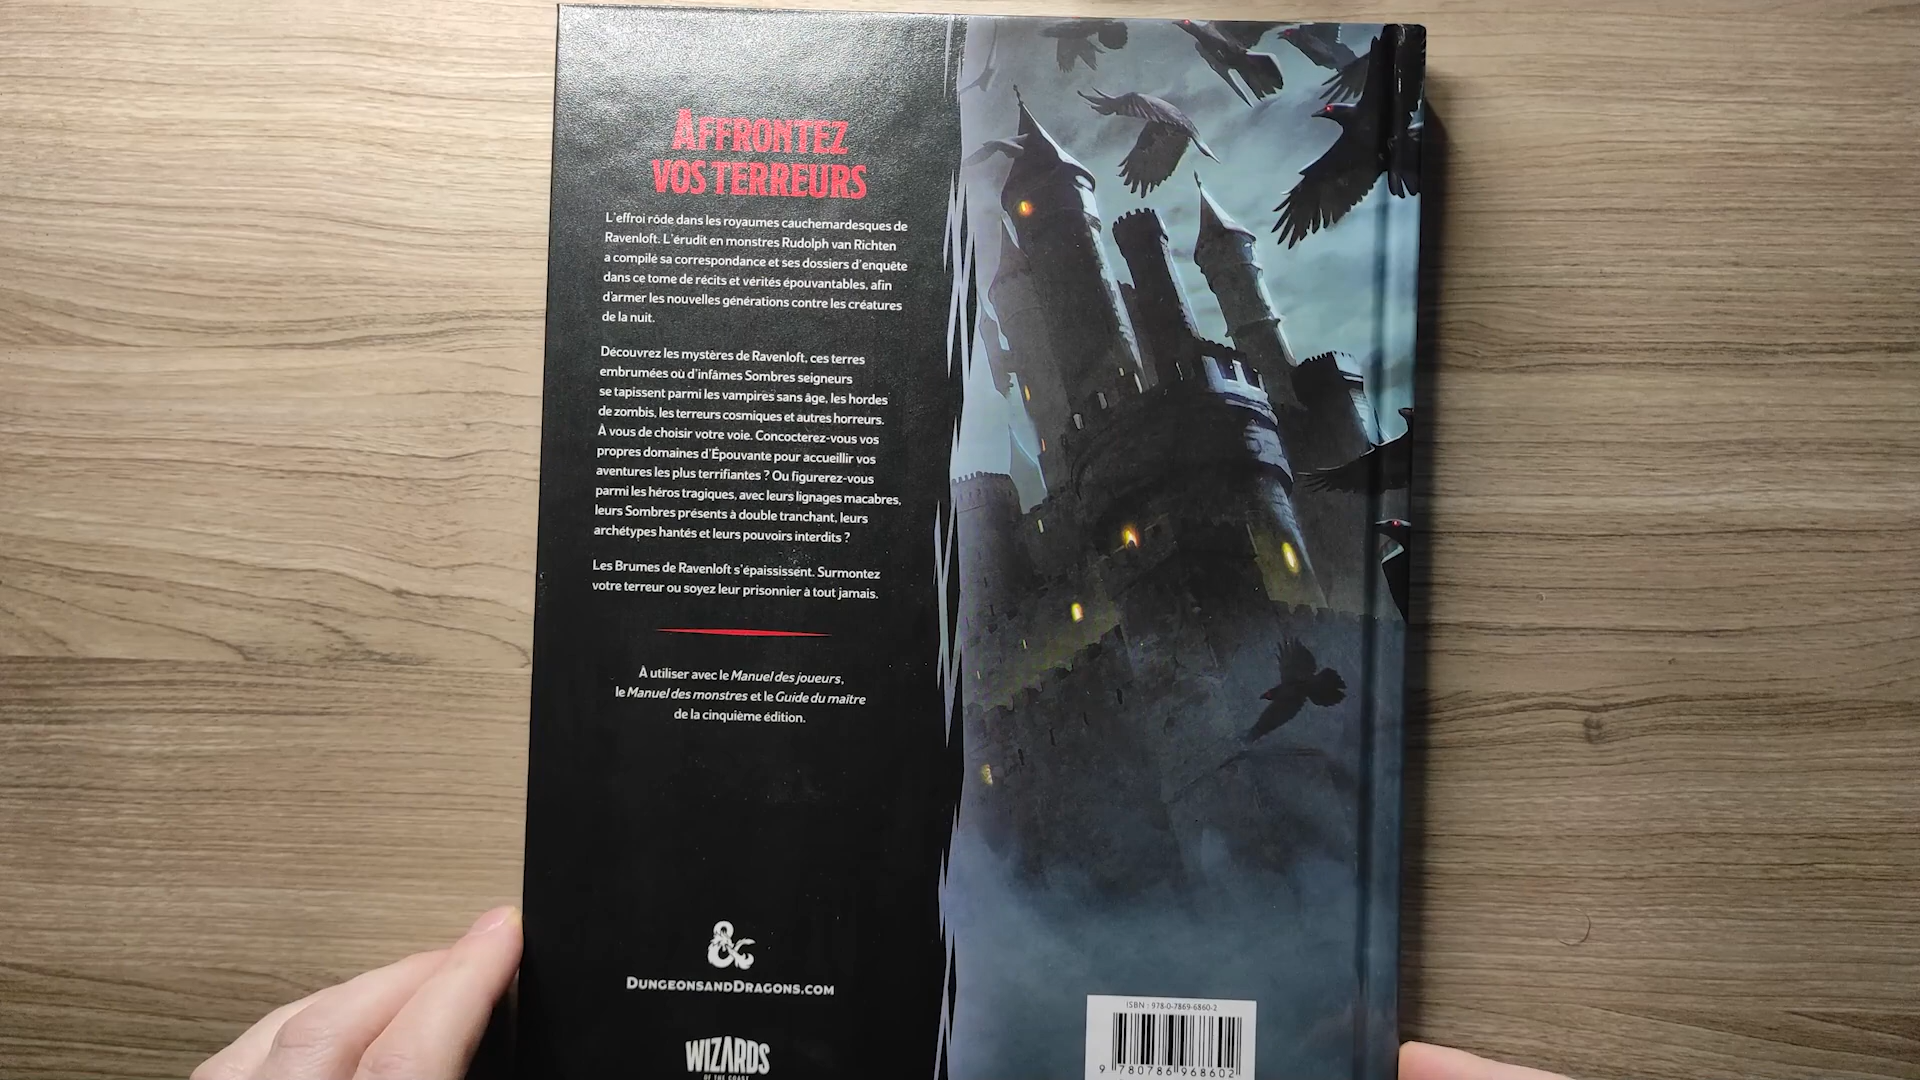 AFFRONTEZ
VOS TERREURS
L'effroi rôde dans les royaumes cauchemardesques de
Ravenloft. L'érudit en monstres Rudolph van Richten
a compilé sa correspondance et ses dossiers d'enquête
dans ce tome de récits et vérités épouvantables, afin
d'armer les nouvelles générations contre les créatures
de la nuit.
Découvrez les mystères de Ravenloft, ces terres
embrumées où d'infâmes Sombres seigneurs
se tapissent parmi les vampires sans âge, les hordes
de zombis, les terreurs cosmiques et autres horreurs.
À vous de choisir votre voie. Concocterez-vous vos
propres domaines d'Épouvante pour accueillir vos
aventures les plus terrifiantes ? Ou figurerez-vous
parmi les héros tragiques, avec leurs lignages macabres,
leurs Sombres présents à double tranchant, leurs
archétypes hantés et leurs pouvoirs interdits ?
Les Brumes de Ravenloft s'épaississent. Surmontez
votre terreur ou soyez leur prisonnier à tout jamais.
À utiliser avec le Manuel des joueurs,
le Manuel des monstres et le Guide du maître
de la cinquième édition.
&
DUNGEONSANDDRAGONS.COM
WIZARDS
OF THE COAST
ISBN : 978-0-7869-6860-2
9 780786 968602